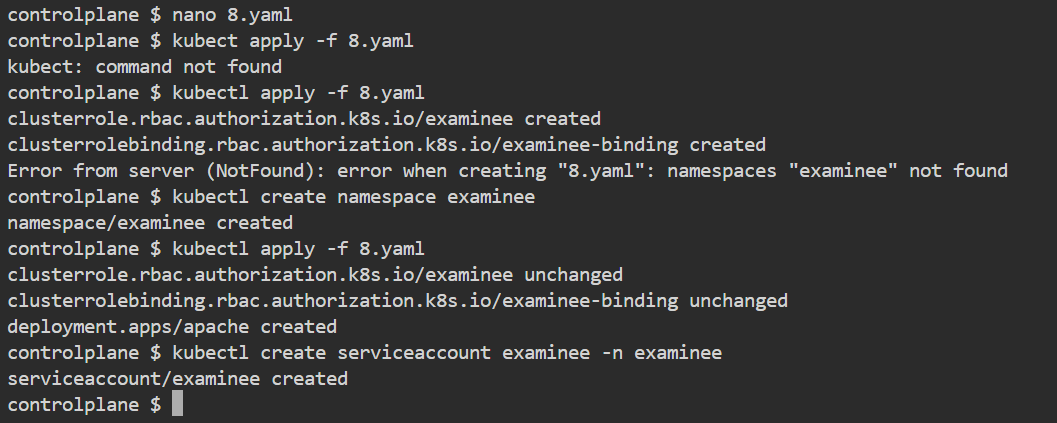 controlplane $ nano 8.yaml
controlplane $ kubect apply -f 8.yaml
kubect: command not found
controlplane $ kubectl apply -f 8.yaml
clusterrole.rbac.authorization.k8s.io/examinee created
clusterrolebinding.rbac.authorization.k8s.io/examinee-binding created
Error from server (NotFound): error when creating "8.yaml": namespaces "examinee" not found
controlplane $ kubectl create namespace examinee
namespace/examinee created
controlplane $ kubectl apply -f 8.yaml
clusterrole.rbac.authorization.k8s.io/examinee unchanged
clusterrolebinding.rbac.authorization.k8s.io/examinee-binding unchanged
deployment.apps/apache created
controlplane $ kubectl create serviceaccount examinee -n examinee
serviceaccount/examinee created
controlplane $